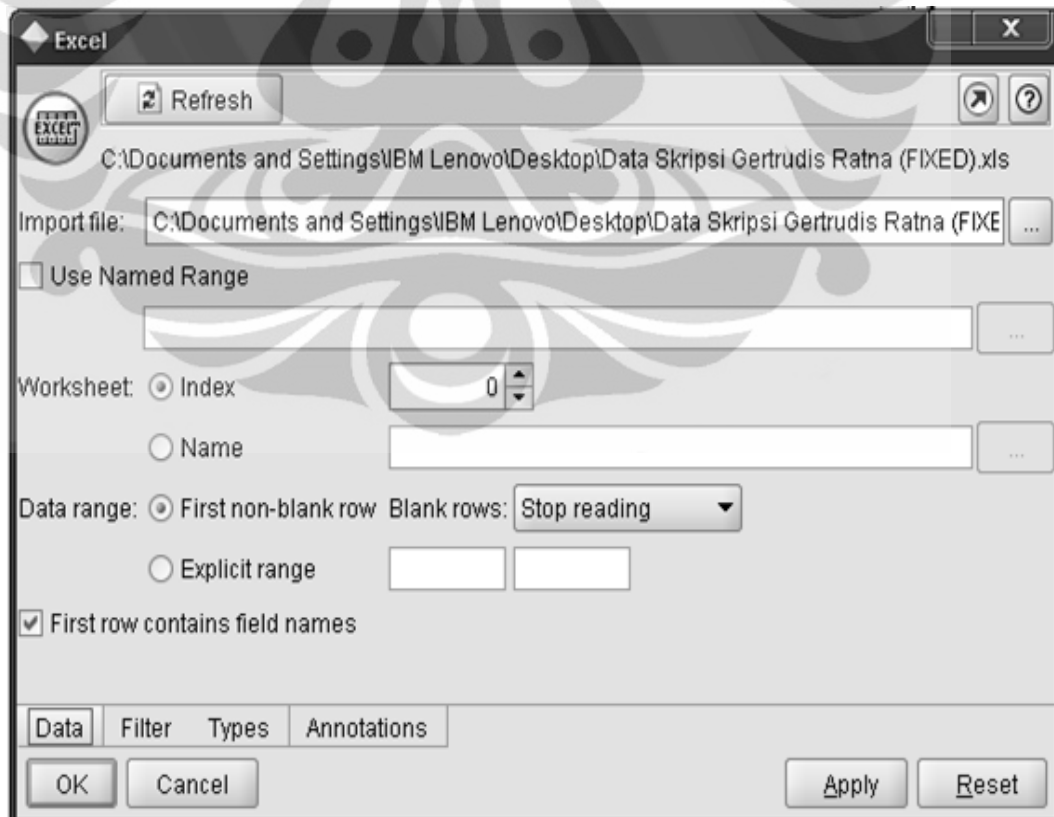 Excel
X
Refresh
EXCEL
C:\Documents and Settings\IBM Lenovo\Desktop\Data Skripsi Gertrudis Ratna (FIXED).xls
Import file: C:\Documents and Settings\IBM Lenovo\Desktop\Data Skripsi Gertrudis Ratna (FIXE ...
Use Named Range
...
Worksheet: Index 0
Name ...
Data range: First non-blank row Blank rows: Stop reading
Explicit range
First row contains field names
Data Filter Types Annotations
OK Cancel Apply Reset